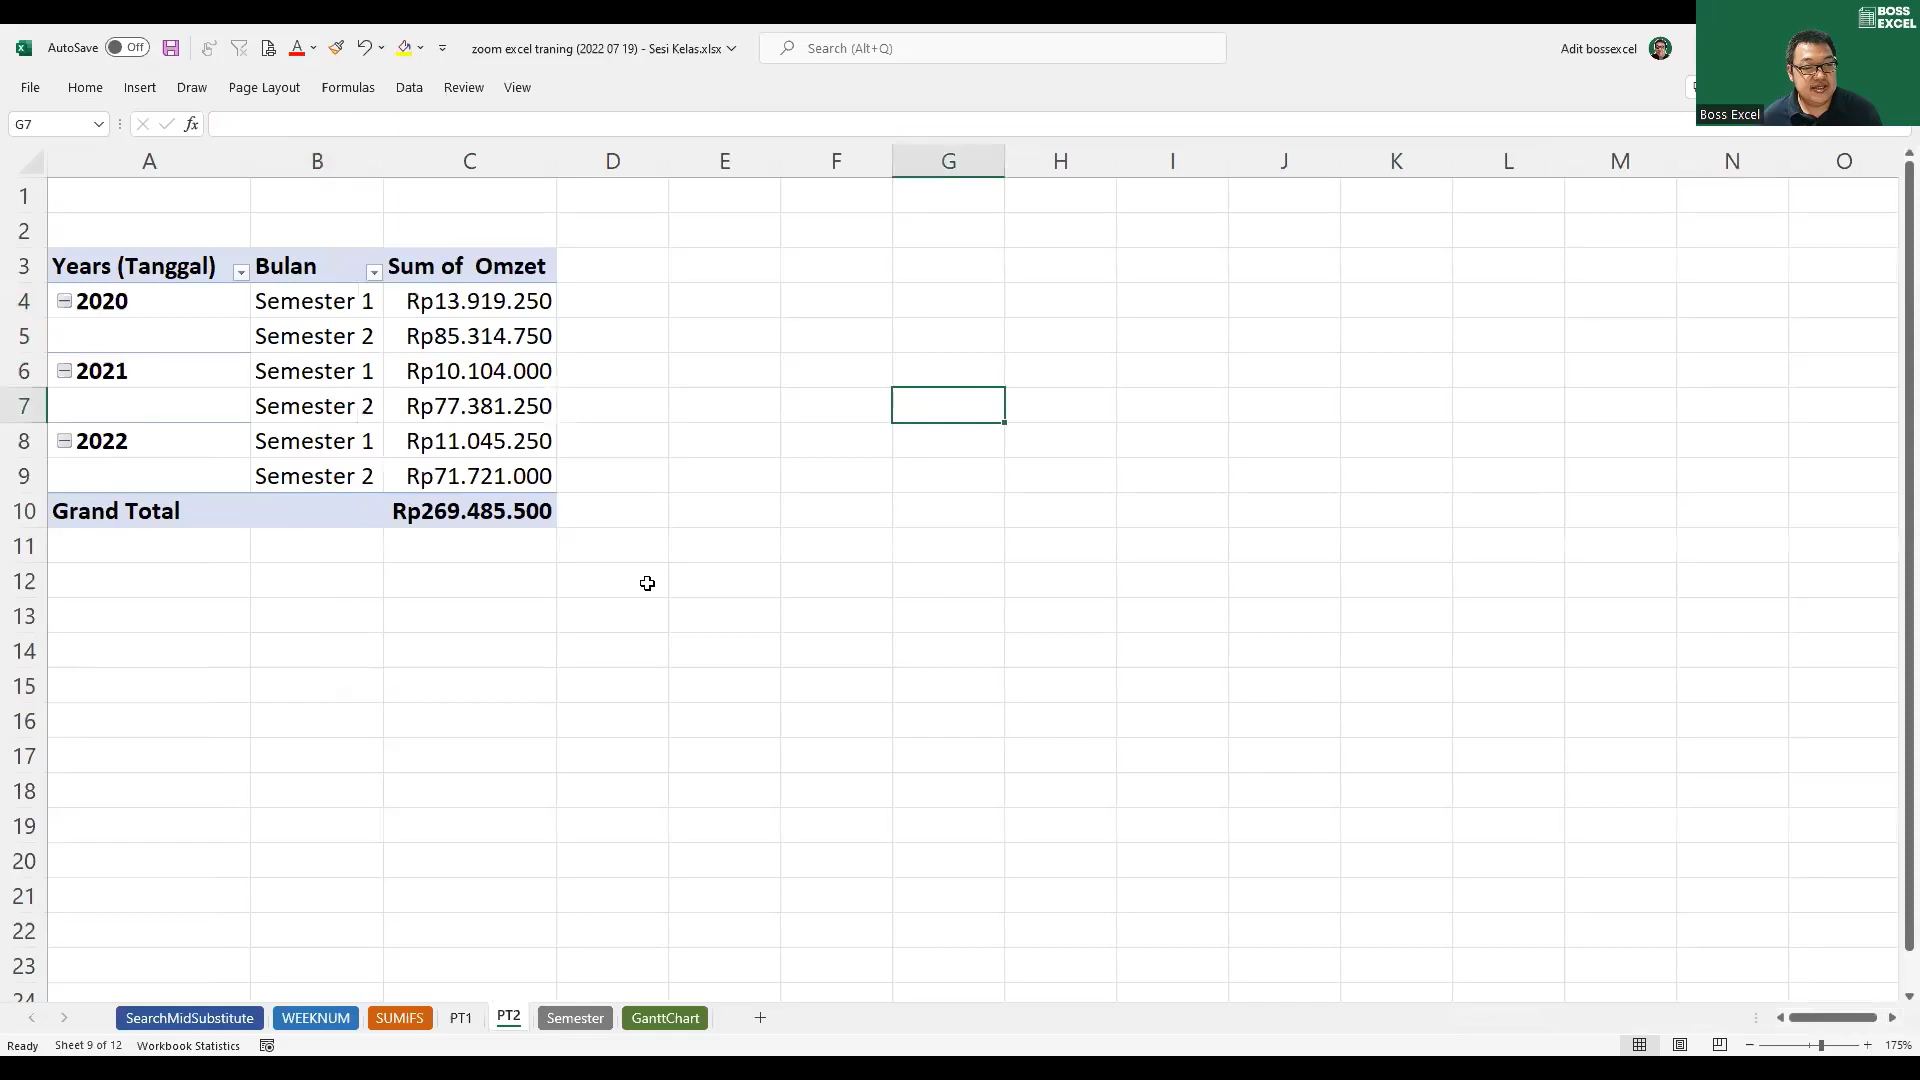 BOSS EXCEL
AutoSave Off zoom excel traning (2022 07 19) - Sesi Kelas.xlsx Search (Alt+Q) Adit bossexcel
File Home Insert Draw Page Layout Formulas Data Review View
Boss Excel
G7 fx
A B C D E F G H I J K L M N O
1
2
3 Years (Tanggal) Bulan Sum of Omzet
4 2020 Semester 1 Rp13.919.250
5 Semester 2 Rp85.314.750
6 2021 Semester 1 Rp10.104.000
7 Semester 2 Rp77.381.250
8 2022 Semester 1 Rp11.045.250
9 Semester 2 Rp71.721.000
10 Grand Total Rp269.485.500
11
12
13
14
15
16
17
18
19
20
21
22
23
24
SearchMidSubstitute WEEKNUM SUMIFS PT1 PT2 Semester GanttChart
Ready Sheet 9 of 12 Workbook Statistics 175%